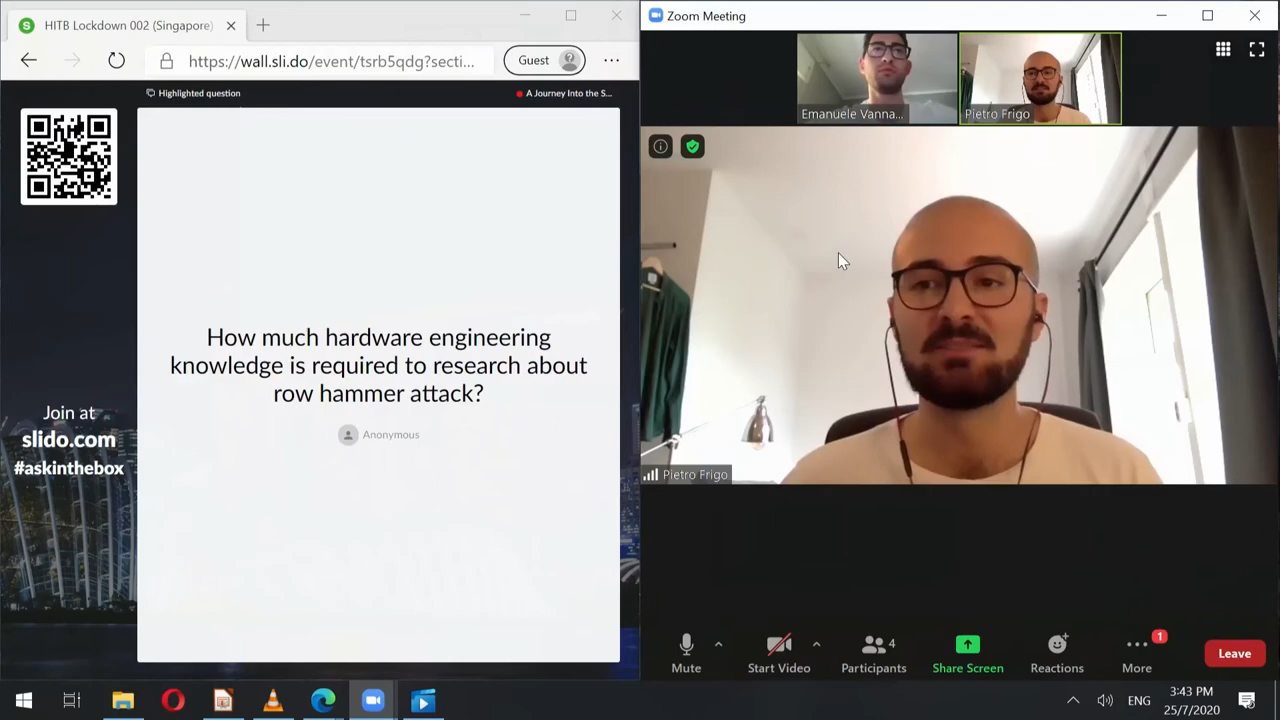 HITB Lockdown 002 (Singapore)
https://wall.sli.do/event/tsrb5qdg?secti...
Guest
Highlighted question
A Journey Into the S...
How much hardware engineering
knowledge is required to research about
row hammer attack?
Anonymous
Join at
slido.com
#askinthebox
Zoom Meeting
Emanuele Vanna...
Pietro Frigo
Pietro Frigo
Mute
Start Video
4
Participants
Share Screen
Reactions
1
More
Leave
ENG
3:43 PM
25/7/2020